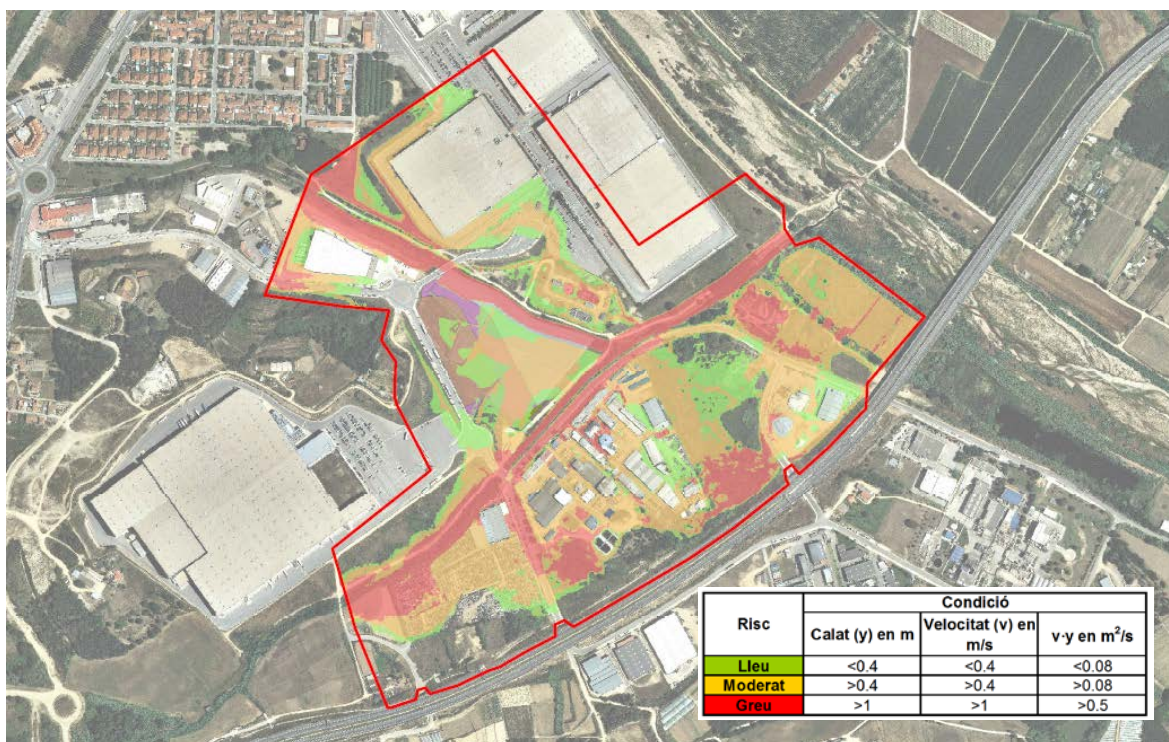 Risc
Condició
Calat (y) en m
Velocitat (v) en m/s
v·y en m²/s
Lleu <0.4 <0.4 <0.08
Moderat >0.4 >0.4 >0.08
Greu >1 >1 >0.5